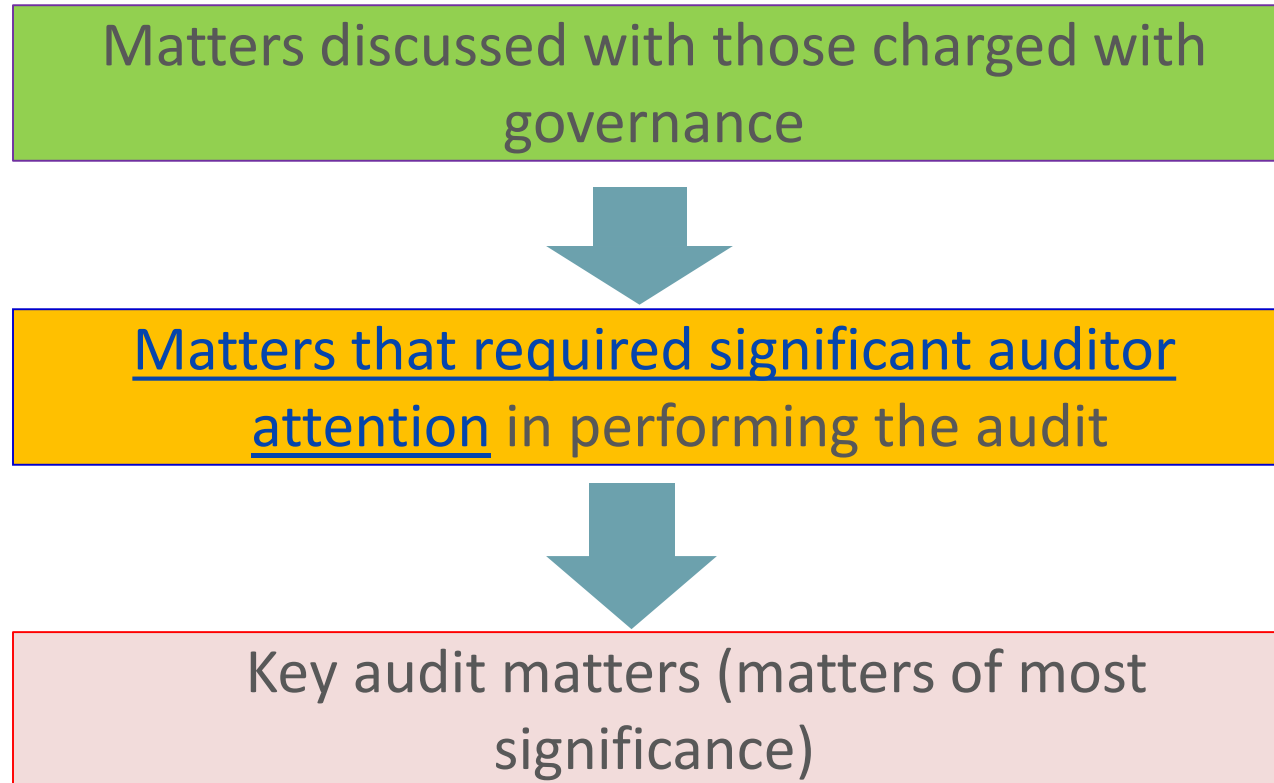 Matters discussed with those charged with
governance
Matters that required significant auditor
attention in performing the audit
Key audit matters (matters of most
significance)